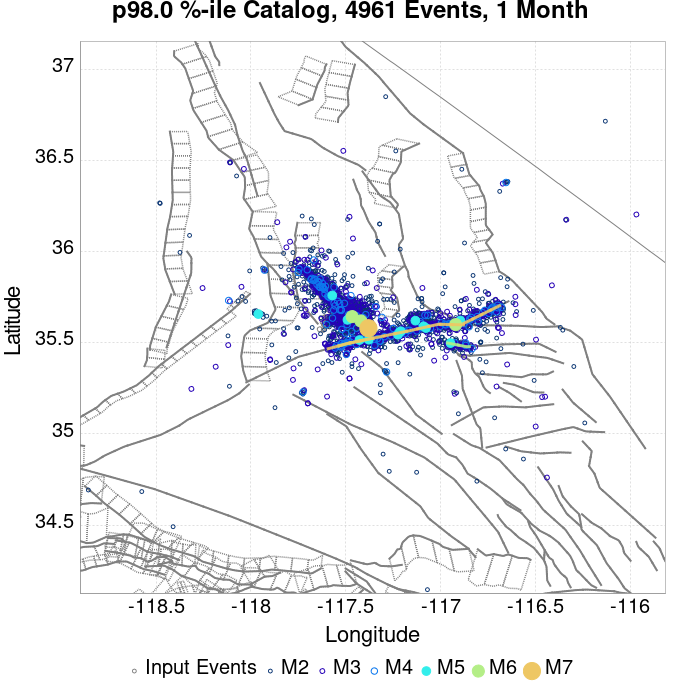 p98.0 %-ile Catalog, 4961 Events, 1 Month
37
36.5
36
35.5
35
34.5
Latitude
-118.5 -118 -117.5 -117 -116.5 -116
Longitude
Input Events M2 M3 M4 M5 M6 M7